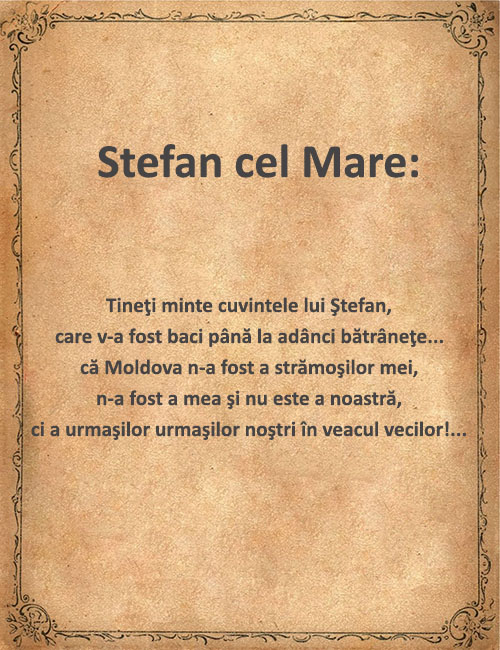 Stefan cel Mare:
Tineţi minte cuvintele lui Ştefan,
care v-a fost baci până la adânci bătrâneţe...
că Moldova n-a fost a strămoşilor mei,
n-a fost a mea şi nu este a noastră,
ci a urmaşilor urmaşilor noştri în veacul vecilor!...